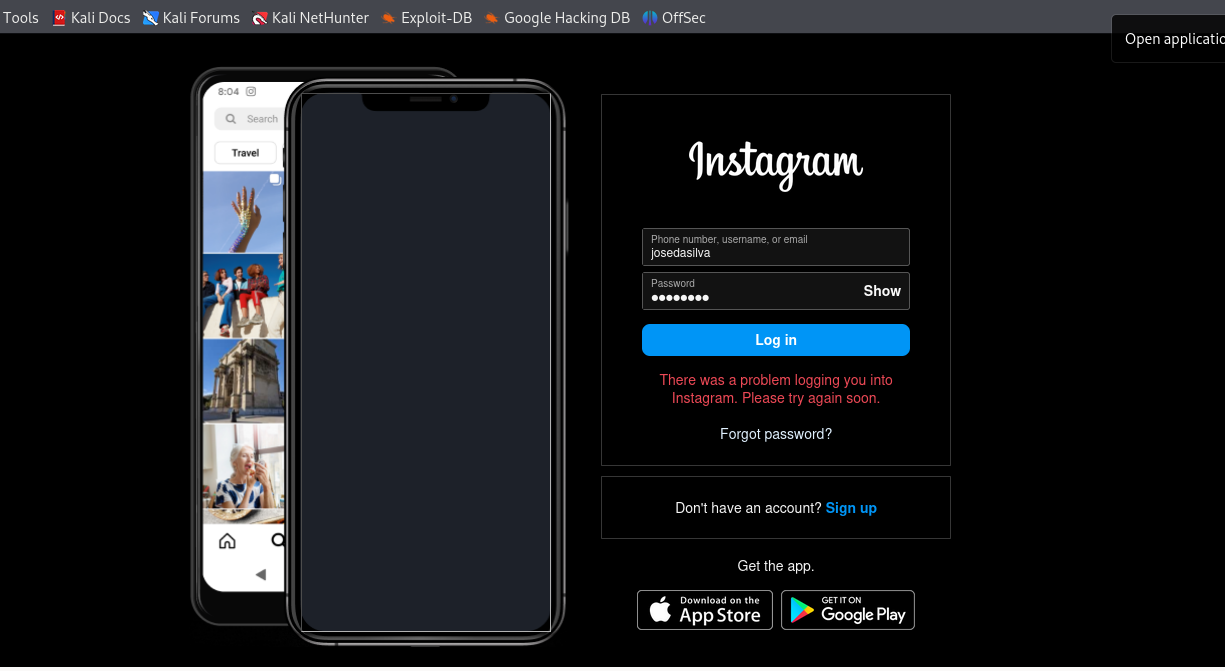 Tools Kali Docs Kali Forums Kali NetHunter Exploit-DB Google Hacking DB OffSec
Open applicatio
8:04
Search
Travel
Instagram
Phone number, username, or email
josedasilva
Password
●●●●●●●● Show
Log in
There was a problem logging you into
Instagram. Please try again soon.
Forgot password?
Don't have an account? Sign up
Get the app.
Download on the
App Store
GET IT ON
Google Play